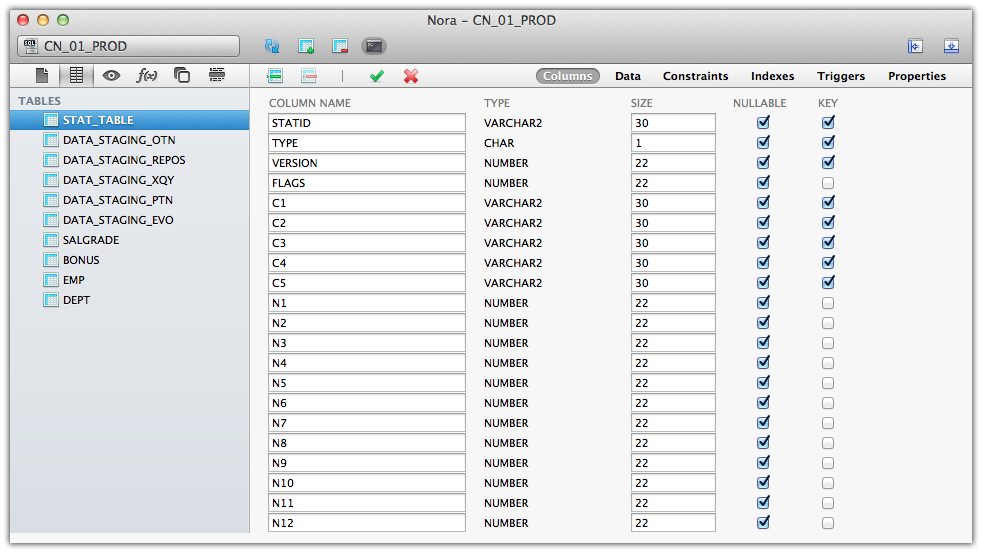 Nora – CN_01_PROD
SQL CN_01_PROD
f(x) Columns Data Constraints Indexes Triggers Properties
TABLES
STAT_TABLE
DATA_STAGING_OTN
DATA_STAGING_REPOS
DATA_STAGING_XQY
DATA_STAGING_PTN
DATA_STAGING_EVO
SALGRADE
BONUS
EMP
DEPT
COLUMN NAME TYPE SIZE NULLABLE KEY
STATID VARCHAR2 30
TYPE CHAR 1
VERSION NUMBER 22
FLAGS NUMBER 22
C1 VARCHAR2 30
C2 VARCHAR2 30
C3 VARCHAR2 30
C4 VARCHAR2 30
C5 VARCHAR2 30
N1 NUMBER 22
N2 NUMBER 22
N3 NUMBER 22
N4 NUMBER 22
N5 NUMBER 22
N6 NUMBER 22
N7 NUMBER 22
N8 NUMBER 22
N9 NUMBER 22
N10 NUMBER 22
N11 NUMBER 22
N12 NUMBER 22